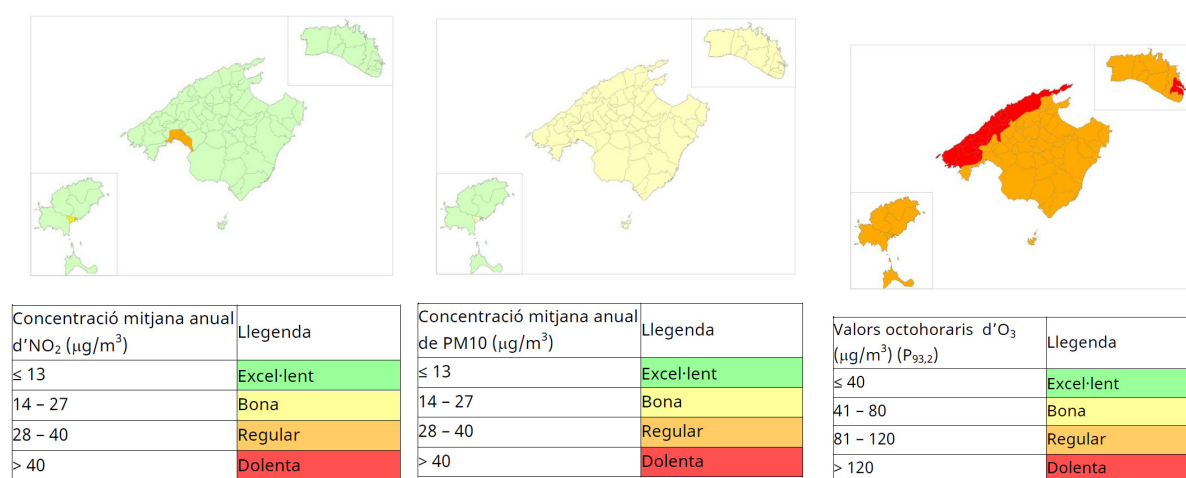 Concentració mitjana anual
d'NO₂ (µg/m³)
Llegenda
≤ 13
Excel·lent
14 – 27
Bona
28 – 40
Regular
> 40
Dolenta
Concentració mitjana anual
de PM10 (µg/m³)
Llegenda
≤ 13
Excel·lent
14 – 27
Bona
28 – 40
Regular
> 40
Dolenta
Valors octohoraris d'O₃
(µg/m³) (P₉₃,₂)
Llegenda
≤ 40
Excel·lent
41 – 80
Bona
81 – 120
Regular
> 120
Dolenta